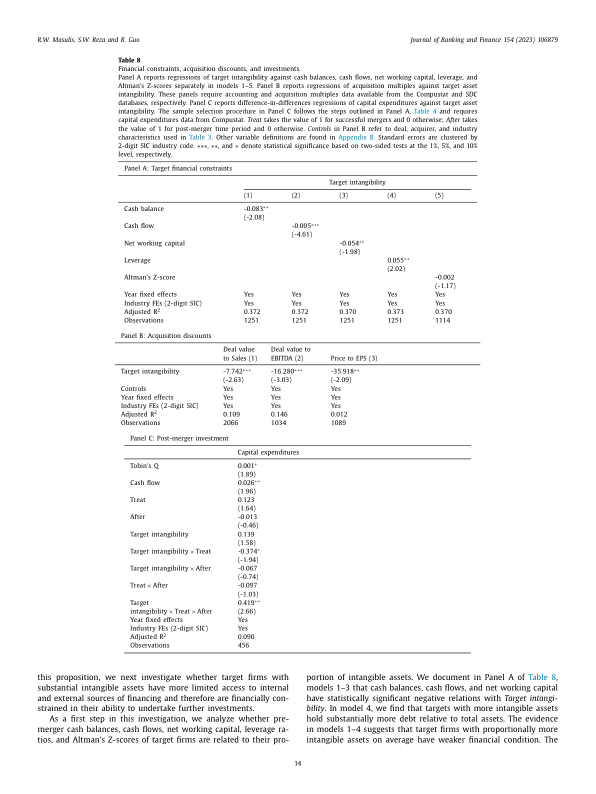 R.W. Masulis, S.W. Reza and R. Guo
Journal of Banking and Finance 154 (2023) 106879
Table 8
Financial constraints, acquisition discounts, and investments.
Panel A reports regressions of target intangibility against cash balances, cash flows, net working capital, leverage, and
Altman's Z-scores separately in models 1–5. Panel B reports regressions of acquisition multiples against target asset
intangibility. These panels require accounting and acquisition multiples data available from the Compustat and SDC
databases, respectively. Panel C reports difference-in-differences regressions of capital expenditures against target asset
intangibility. The sample selection procedure in Panel C follows the steps outlined in Panel A, Table 4 and requires
capital expenditures data from Compustat. Treat takes the value of 1 for successful mergers and 0 otherwise; After takes
the value of 1 for post-merger time period and 0 otherwise. Controls in Panel B refer to deal, acquirer, and industry
characteristics used in Table 3. Other variable definitions are found in Appendix B. Standard errors are clustered by
2-digit SIC industry code. ∗∗∗, ∗∗, and ∗ denote statistical significance based on two-sided tests at the 1%, 5%, and 10%
level, respectively.
Panel A: Target financial constraints
Target intangibility
(1) (2) (3) (4) (5)
Cash balance -0.083∗∗
(-2.08)
Cash flow -0.005∗∗∗
(-4.61)
Net working capital -0.054∗∗
(-1.98)
Leverage 0.055∗∗
(2.02)
Altman's Z-score -0.002
(-1.17)
Year fixed effects Yes Yes Yes Yes Yes
Industry FEs (2-digit SIC) Yes Yes Yes Yes Yes
Adjusted R2 0.372 0.372 0.370 0.373 0.370
Observations 1251 1251 1251 1251 1114
Panel B: Acquisition discounts
Deal value Deal value to
to Sales (1) EBITDA (2) Price to EPS (3)
Target intangibility -7.742∗∗∗ -16.280∗∗∗ -35.918∗∗
(-2.63) (-3.03) (-2.09)
Controls Yes Yes Yes
Year fixed effects Yes Yes Yes
Industry FEs (2-digit SIC) Yes Yes Yes
Adjusted R2 0.109 0.146 0.012
Observations 2066 1034 1089
Panel C: Post-merger investment
Capital expenditures
Tobin's Q 0.001∗
(1.89)
Cash flow 0.026∗∗
(1.96)
Treat 0.123
(1.64)
After -0.013
(-0.46)
Target intangibility 0.139
(1.58)
Target intangibility × Treat -0.374∗
(-1.94)
Target intangibility × After -0.067
(-0.74)
Treat × After -0.097
(-1.03)
Target 0.419∗∗
intangibility × Treat × After (2.66)
Year fixed effects Yes
Industry FEs (2-digit SIC) Yes
Adjusted R2 0.090
Observations 456
this proposition, we next investigate whether target firms with
substantial intangible assets have more limited access to internal
and external sources of financing and therefore are financially con-
strained in their ability to undertake further investments.
As a first step in this investigation, we analyze whether pre-
merger cash balances, cash flows, net working capital, leverage ra-
tios, and Altman's Z-scores of target firms are related to their pro-
portion of intangible assets. We document in Panel A of Table 8,
models 1–3 that cash balances, cash flows, and net working capital
have statistically significant negative relations with Target intangi-
bility. In model 4, we find that targets with more intangible assets
hold substantially more debt relative to total assets. The evidence
in models 1–4 suggests that target firms with proportionally more
intangible assets on average have weaker financial condition. The
14